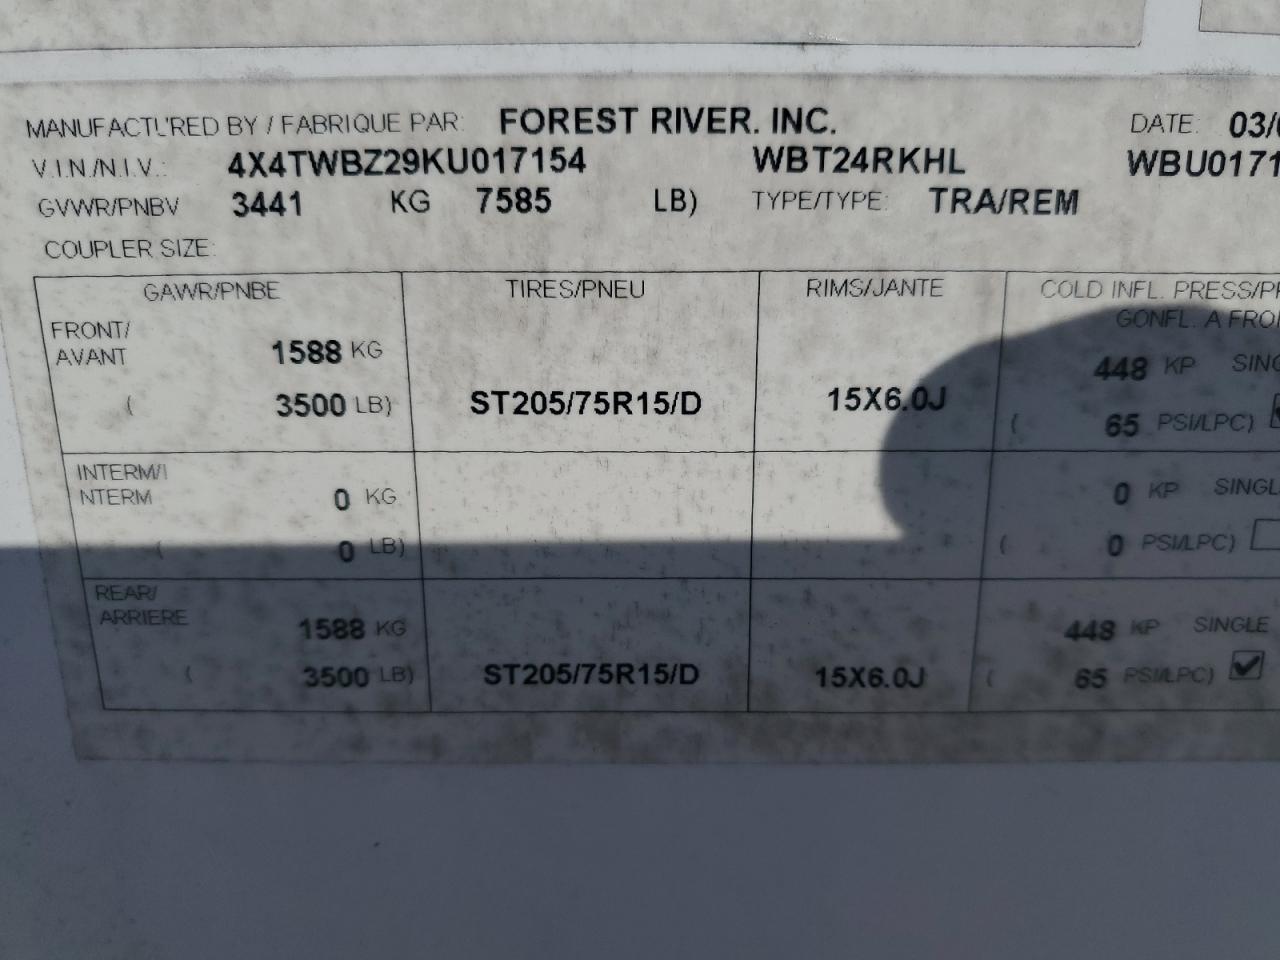 MANUFACTURED BY / FABRIQUE PAR: FOREST RIVER. INC. DATE: 03/
V.I.N./N.I.V.: 4X4TWBZ29KU017154 WBT24RKHL WBU0171
GVWR/PNBV 3441 KG 7585 LB) TYPE/TYPE: TRA/REM
COUPLER SIZE:
GAWR/PNBE TIRES/PNEU RIMS/JANTE COLD INFL. PRESS/PR
GONFL. A FROI
FRONT/
AVANT 1588 KG 448 KP SING
( 3500 LB) ST205/75R15/D 15X6.0J ( 65 PSI/LPC)
INTERM/I
NTERM 0 KG 0 KP SINGL
( 0 LB) ( 0 PSI/LPC)
REAR/
ARRIERE 1588 KG 448 KP SINGLE
( 3500 LB) ST205/75R15/D 15X6.0J ( 65 PSI/LPC)